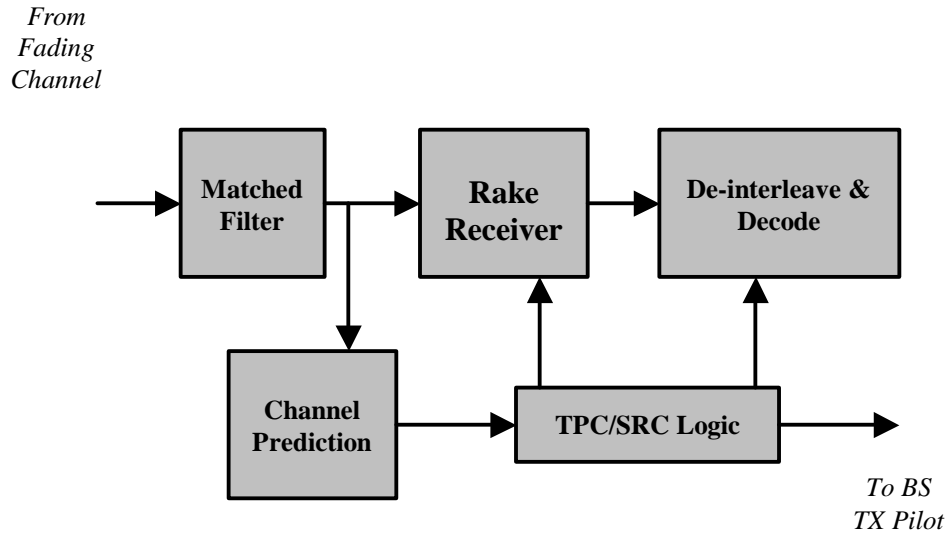 From
Fading
Channel
Matched
Filter
Rake
Receiver
De-interleave &
Decode
Channel
Prediction
TPC/SRC Logic
To BS
TX Pilot